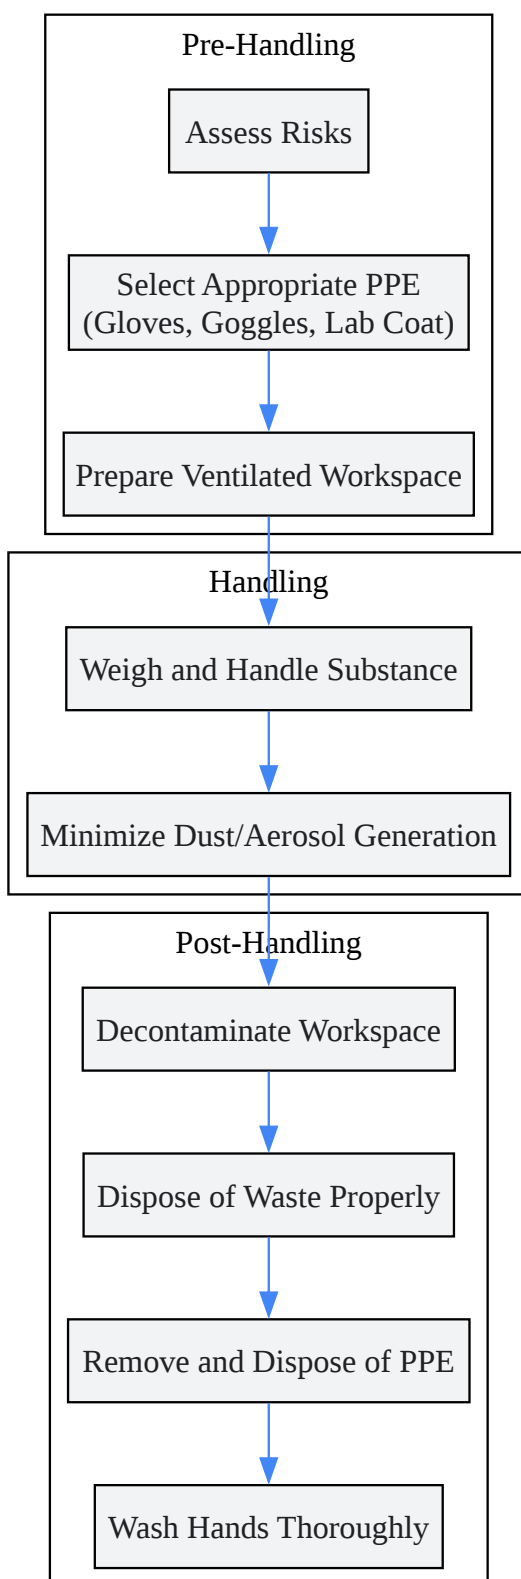 Pre-Handling
Assess Risks
Select Appropriate PPE
(Gloves, Goggles, Lab Coat)
Prepare Ventilated Workspace
Handling
Weigh and Handle Substance
Minimize Dust/Aerosol Generation
Post-Handling
Decontaminate Workspace
Dispose of Waste Properly
Remove and Dispose of PPE
Wash Hands Thoroughly